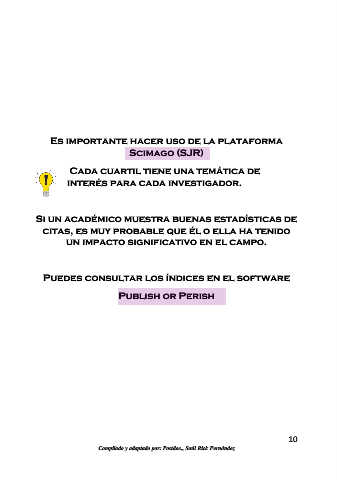 Es importante hacer uso de la plataforma
Scimago (SJR)
Cada cuartil tiene una temática de
interés para cada investigador.
Si un académico muestra buenas estadísticas de
citas, es muy probable que él o ella ha tenido
un impacto significativo en el campo.
Puedes consultar los índices en el software
Publish or Perish
10
Compilado y adaptado por: Posdoc., Saúl Rick Fernández